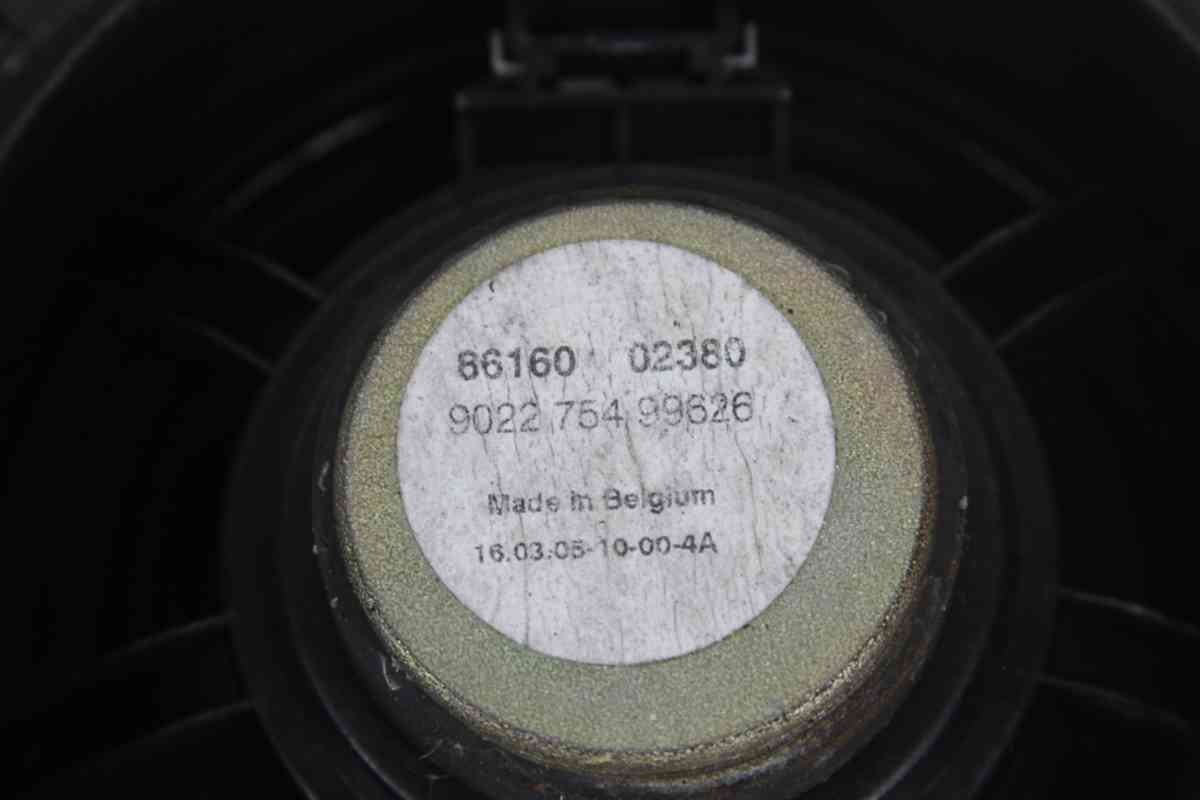 86160 02380
9022 754 99626
Made in Belgium
16.03.05-10-00-4A